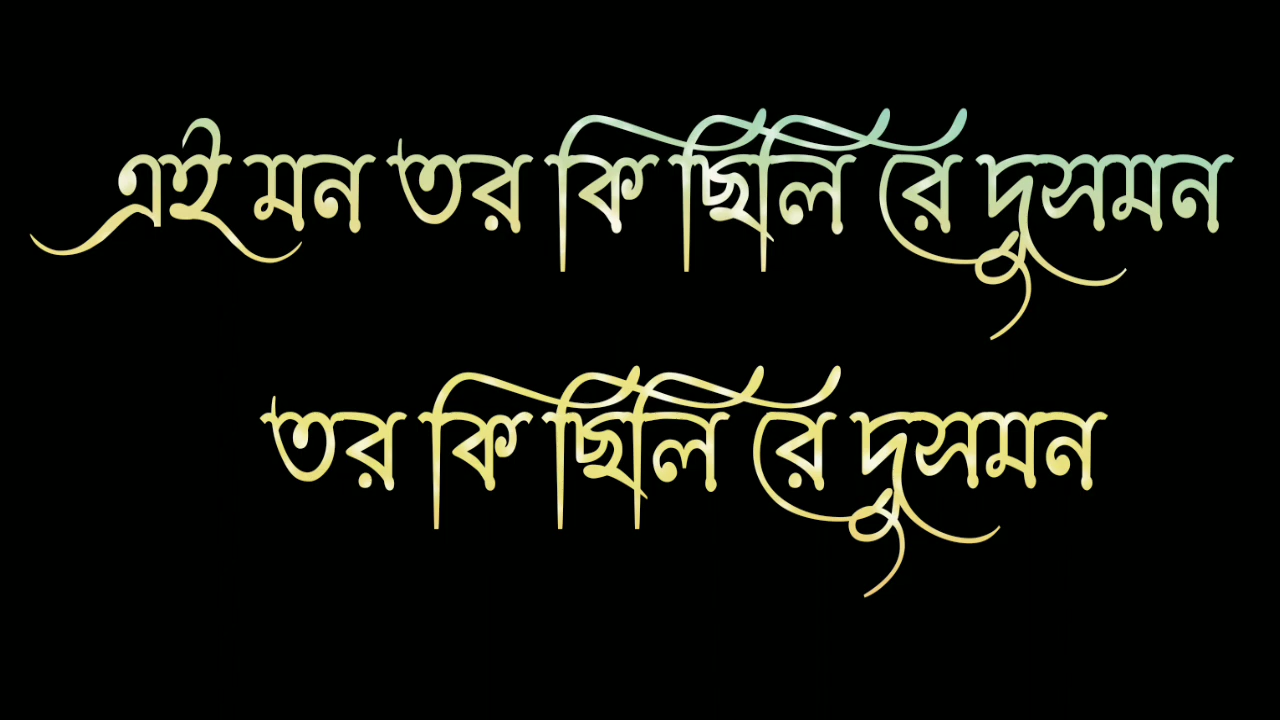 এই মন তর কি ছিলি রে দুসমন
তর কি ছিলি রে দুসমন